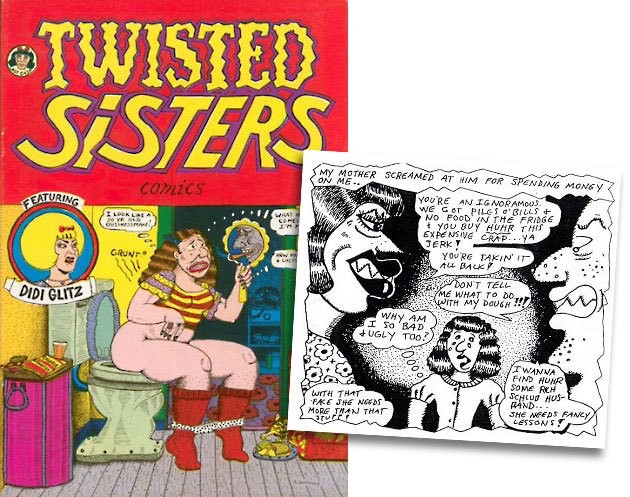 TWISTED
SISTERS
comics
FEATURING
DIDI GLITZ
I LOOK LIKE A
50 YR OLD
BUSINESSMAN..
GRUNT
WHAT
COME
I'M
MY MOTHER SCREAMED AT HIM FOR SPENDING MONEY
ON ME..
YOU'RE AN IGNORAMOUS.
WE GOT PILES O' BILLS &
NO FOOD IN THE FRIDGE
& YOU BUY HUHR THIS
EXPENSIVE CRAP...YA
JERK!
YOU'RE TAKIN' IT
ALL BACK!
DON'T TELL
ME WHAT TO DO
WITH MY DOUGH!!!
WHY AM
I SO BAD
& UGLY TOO?
I WANNA
FIND HUHR
SOME RICH
SCHLUB HUS-
BAND...
SHE NEEDS FANCY
LESSONS!
WITH THAT
FACE SHE NEEDS
MORE THAN THAT
STUFF!